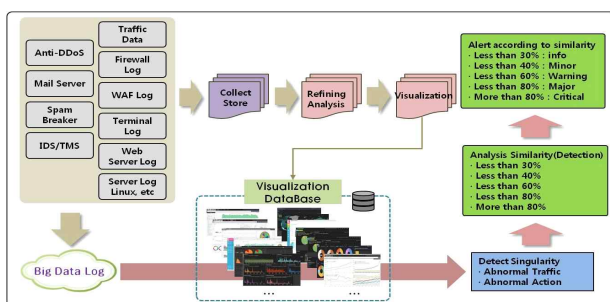 Anti-DDoS
Mail Server
Spam
Breaker
IDS/TMS
Traffic
Data
Firewall
Log
WAF Log
Terminal
Log
Web
Server Log
Server Log
Linux, etc
Collect
Store
Refining
Analysis
Visualization
Alert according to similarity
· Less than 30% : info
· Less than 40% : Minor
· Less than 60% : Warning
· Less than 80% : Major
· More than 80% : Critical
Analysis Similarity(Detection)
· Less than 30%
· Less than 40%
· Less than 60%
· Less than 80%
· More than 80%
Visualization
DataBase
Big Data Log
Detect Singularity
· Abnormal Traffic
· Abnormal Action
...
...